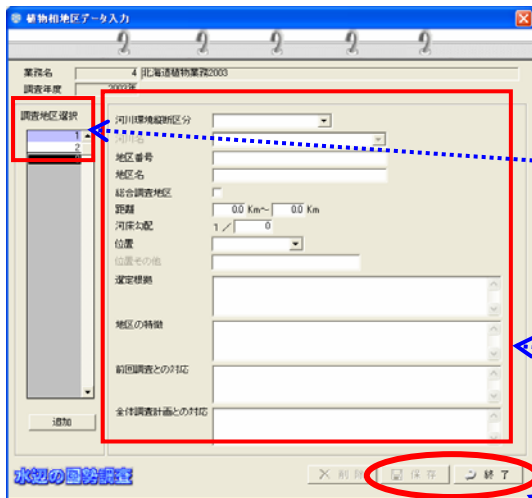 植物相地区データ入力
業務名 4 北海道植物業務2003
調査年度 2003年
調査地区選択
1
2
河川環境縦断区分
河川名
地区番号
地区名
総合調査地区
距離 0.0 Km～ 0.0 Km
河床勾配 1／ 0
位置
位置その他
選定根拠
地区の特徴
前回調査との対応
全体調査計画との対応
追加
水辺の国勢調査
削除 保存 終了